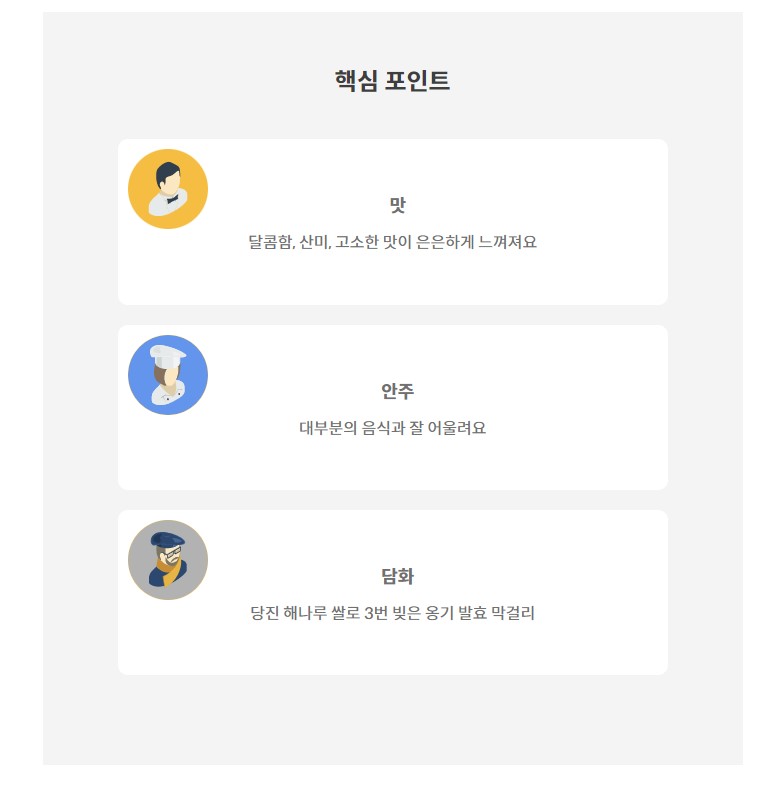 핵심 포인트
맛
달콤함, 산미, 고소한 맛이 은은하게 느껴져요
안주
대부분의 음식과 잘 어울려요
담화
당진 해나루 쌀로 3번 빚은 옹기 발효 막걸리